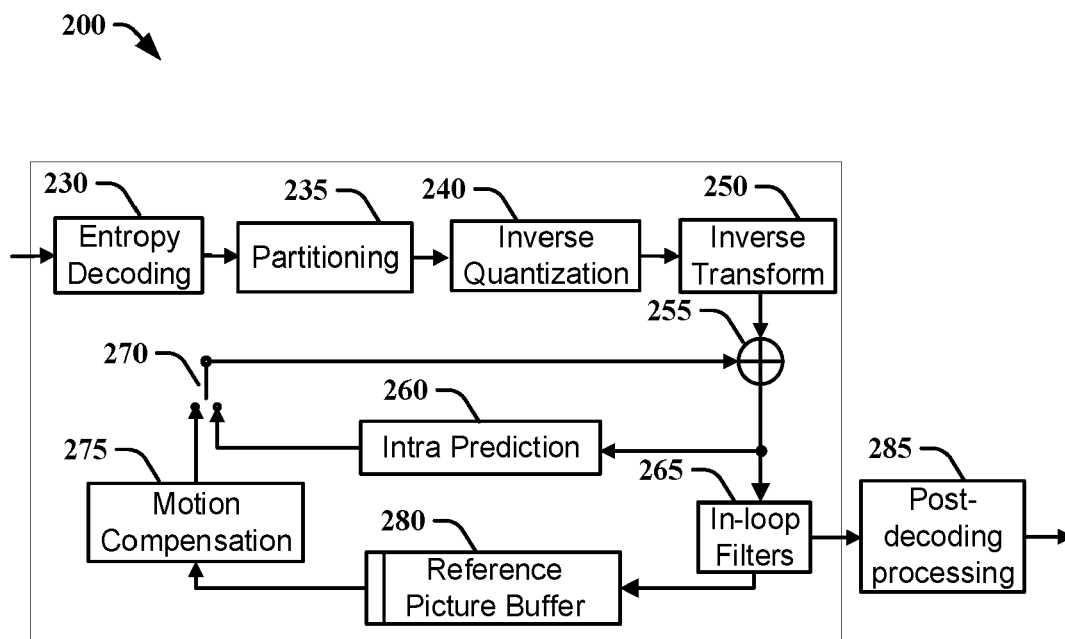 200
230
235
240
250
Entropy
Decoding
Partitioning
Inverse
Quantization
Inverse
Transform
255
270
260
Intra Prediction
275
265
285
Motion
Compensation
280
Reference
Picture Buffer
In-loop
Filters
Post-
decoding
processing